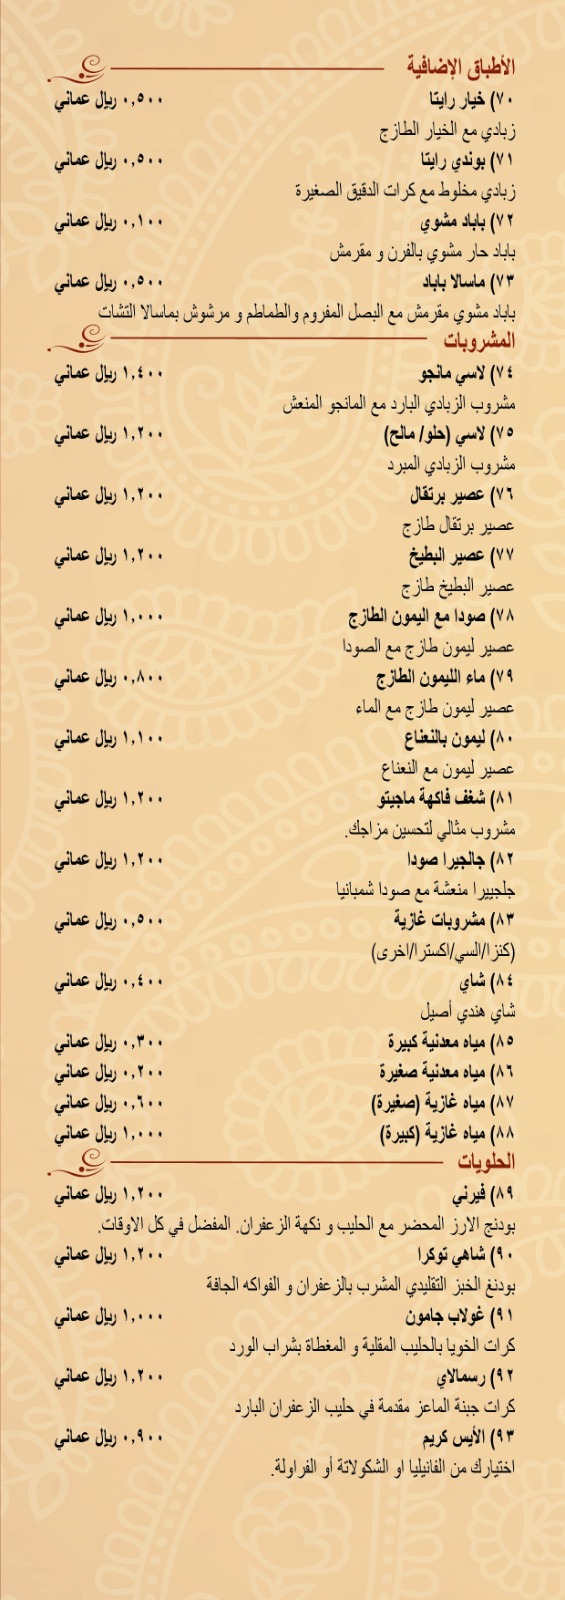 الأطباق الإضافية
٧٠) خيار رايتا ٠,٥٠٠ ريال عماني
زبادي مع الخيار الطازج
٧١) بوندي رايتا ٠,٥٠٠ ريال عماني
زبادي مخلوط مع كرات الدقيق الصغيرة
٧٢) باباد مشوي ٠,١٠٠ ريال عماني
باباد حار مشوي بالفرن و مقرمش
٧٣) ماسالا باباد ٠,٥٠٠ ريال عماني
باباد مشوي مقرمش مع البصل المفروم والطماطم و مرشوش بماسالا التشات
المشروبات
٧٤) لاسي مانجو ١,٤٠٠ ريال عماني
مشروب الزبادي البارد مع المانجو المنعش
٧٥) لاسي (حلو/ مالح) ١,٢٠٠ ريال عماني
مشروب الزبادي المبرد
٧٦) عصير برتقال ١,٢٠٠ ريال عماني
عصير برتقال طازج
٧٧) عصير البطيخ ١,٢٠٠ ريال عماني
عصير البطيخ طازج
٧٨) صودا مع اليمون الطازج ١,٠٠٠ ريال عماني
عصير ليمون طازج مع الصودا
٧٩) ماء الليمون الطازج ٠,٨٠٠ ريال عماني
عصير ليمون طازج مع الماء
٨٠) ليمون بالنعناع ١,١٠٠ ريال عماني
عصير ليمون مع النعناع
٨١) شغف فاكهة ماجيتو ١,٢٠٠ ريال عماني
مشروب مثالي لتحسين مزاجك.
٨٢) جالجيرا صودا ١,٢٠٠ ريال عماني
جلجييرا منعشة مع صودا شمبانيا
٨٣) مشروبات غازية ٠,٥٠٠ ريال عماني
(كنزا/السي/اكسترا/اخرى)
٨٤) شاي ٠,٤٠٠ ريال عماني
شاي هندي أصيل
٨٥) مياه معدنية كبيرة ٠,٣٠٠ ريال عماني
٨٦) مياه معدنية صغيرة ٠,٢٠٠ ريال عماني
٨٧) مياه غازية (صغيرة) ٠,٦٠٠ ريال عماني
٨٨) مياه غازية (كبيرة) ١,٠٠٠ ريال عماني
الحلويات
٨٩) فيرني ١,٢٠٠ ريال عماني
بودنج الارز المحضر مع الحليب و نكهة الزعفران. المفضل في كل الاوقات.
٩٠) شاهي توكرا ١,٢٠٠ ريال عماني
بودنغ الخبز التقليدي المشرب بالزعفران و الفواكه الجافة
٩١) غولاب جامون ١,٠٠٠ ريال عماني
كرات الخويا بالحليب المقلية و المغطاة بشراب الورد
٩٢) رسمالاي ١,٢٠٠ ريال عماني
كرات جبنة الماعز مقدمة في حليب الزعفران البارد
٩٣) الأيس كريم ٠,٩٠٠ ريال عماني
اختيارك من الفانيليا او الشكولاتة أو الفراولة.